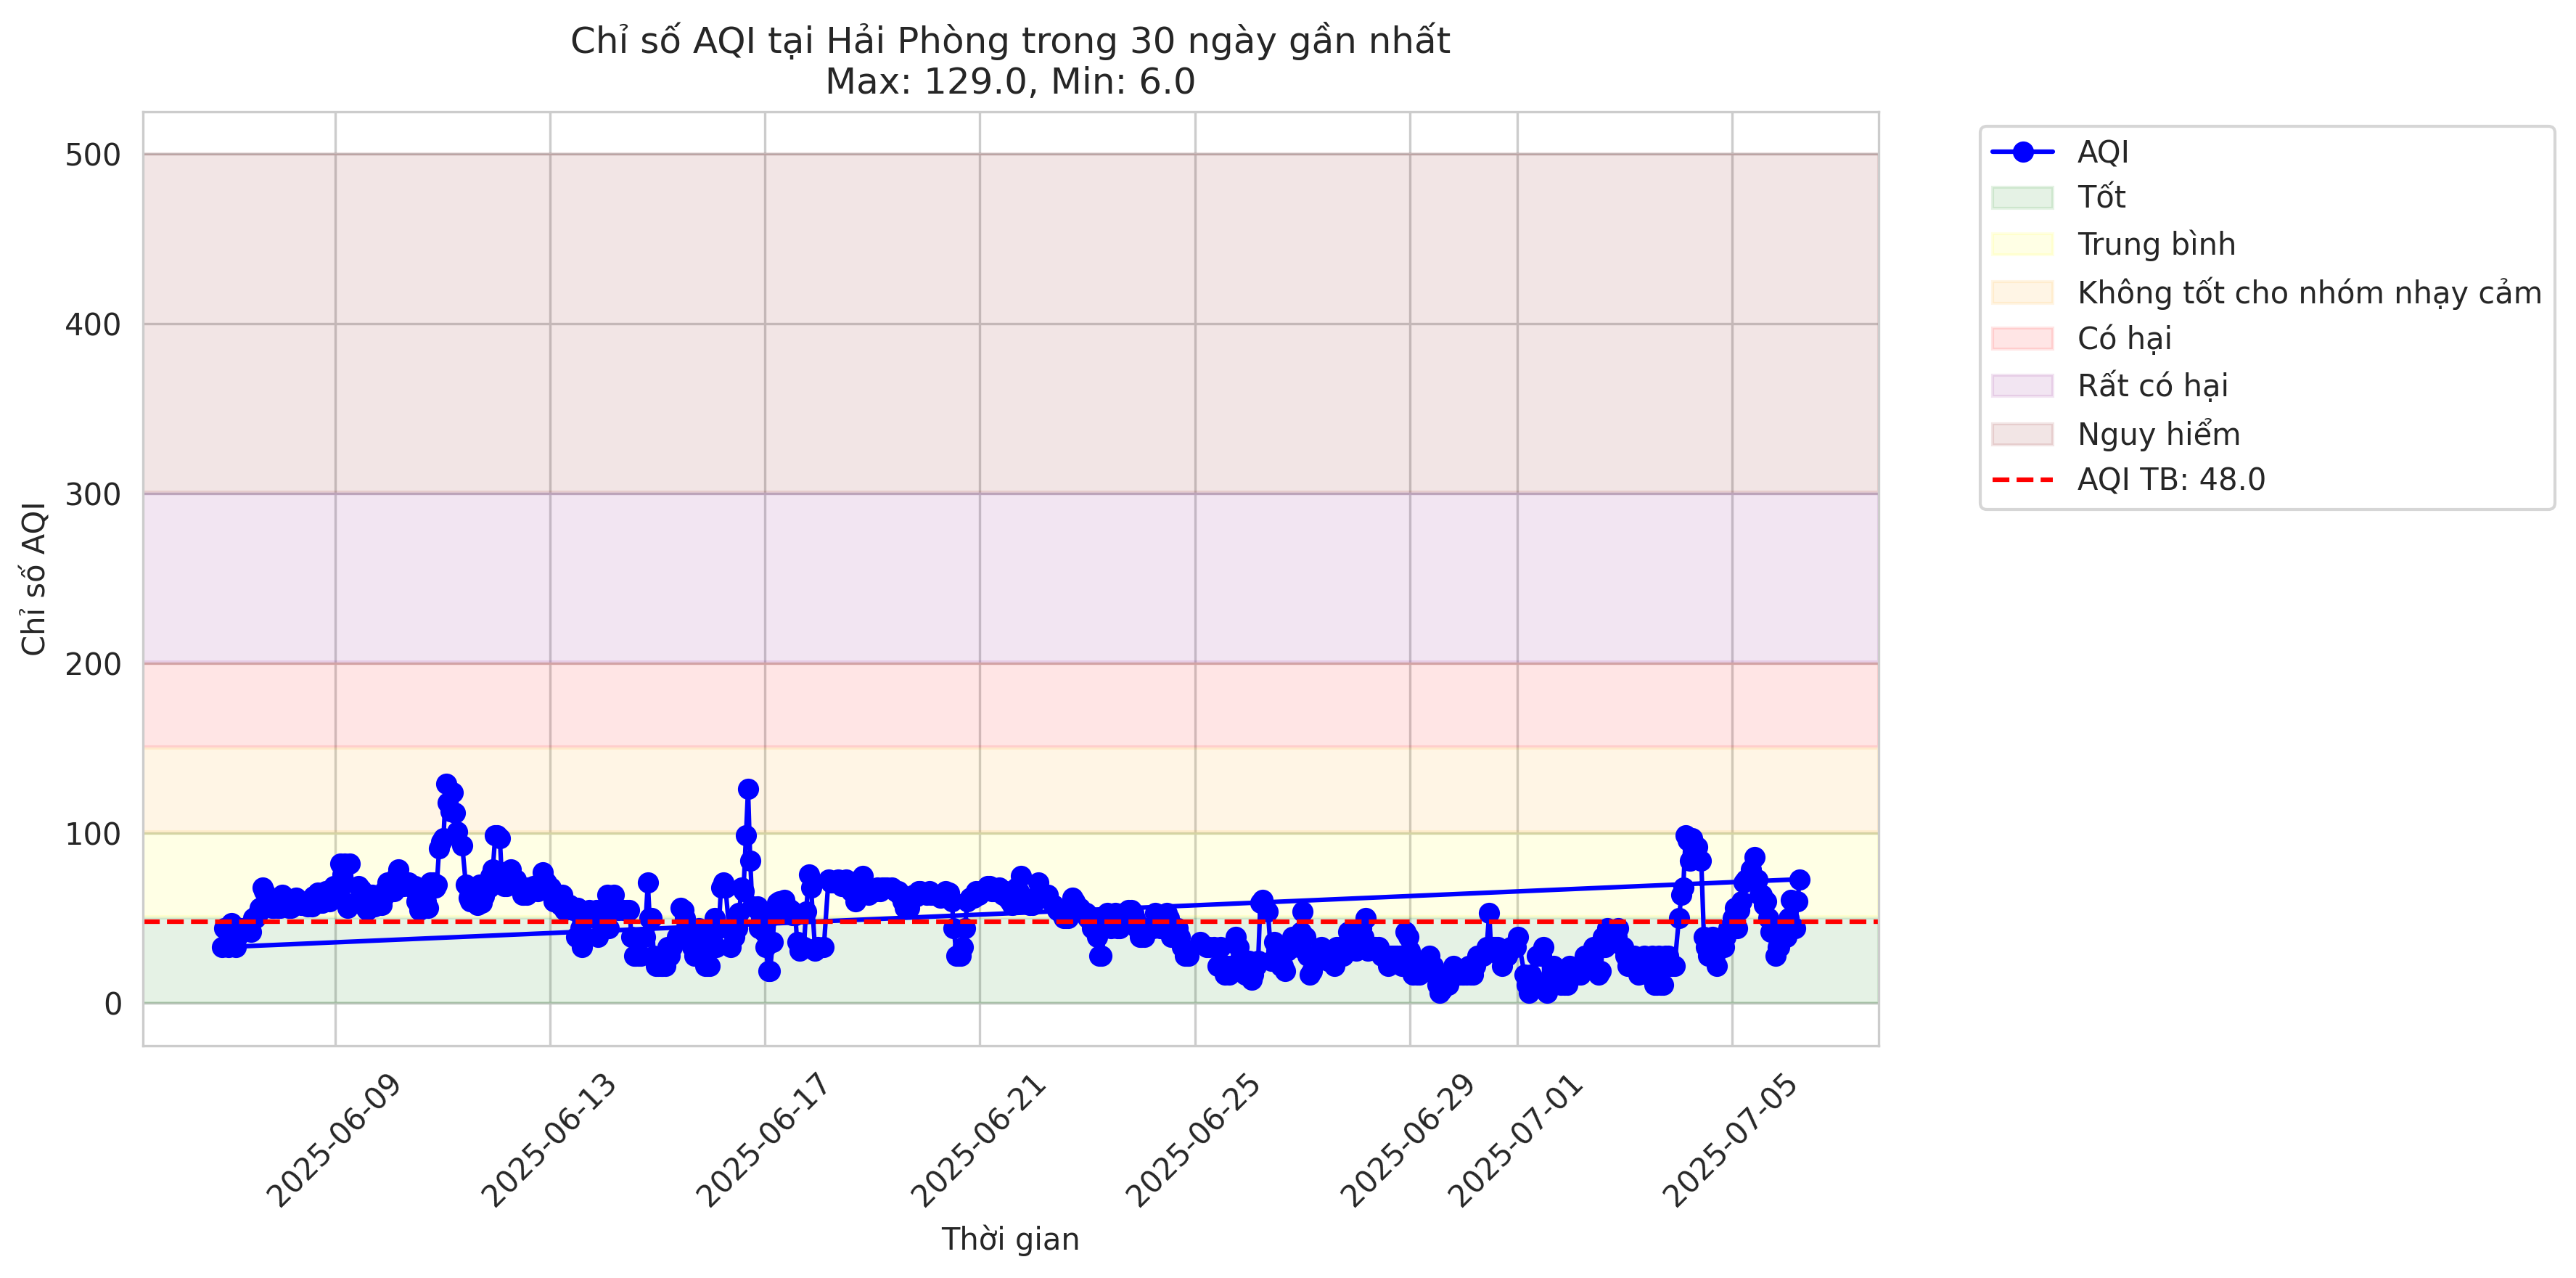 Chỉ số AQI tại Hải Phòng trong 30 ngày gần nhất
Max: 129.0, Min: 6.0
Chỉ số AQI
500
400
300
200
100
0
2025-06-09
2025-06-13
2025-06-17
2025-06-21
2025-06-25
2025-06-29
2025-07-01
2025-07-05
Thời gian
AQI
Tốt
Trung bình
Không tốt cho nhóm nhạy cảm
Có hại
Rất có hại
Nguy hiểm
AQI TB: 48.0